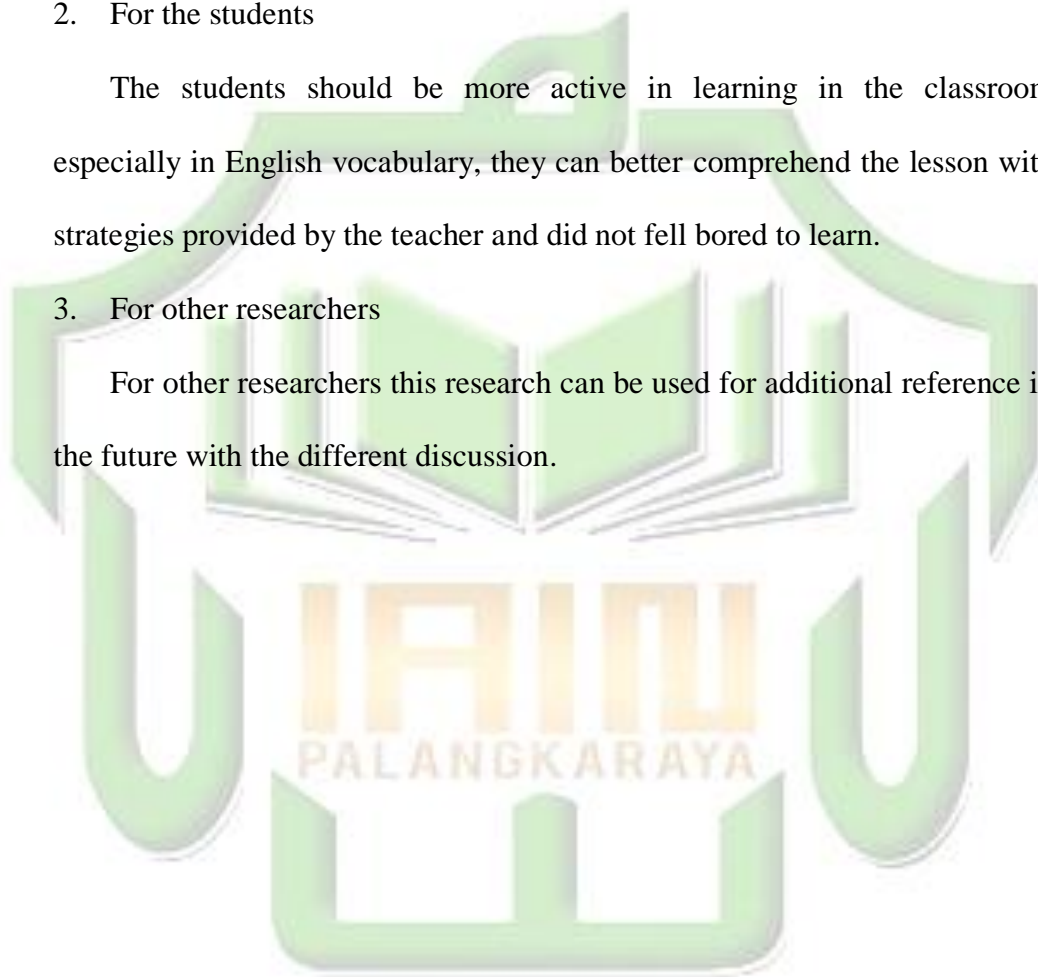 2. For the students
The students should be more active in learning in the classroor
especially in English vocabulary, they can better comprehend the lesson wit
strategies provided by the teacher and did not fell bored to learn.
3. For other researchers
For other researchers this research can be used for additional reference i
the future with the different discussion.
IAIN
PALANGKARAYA